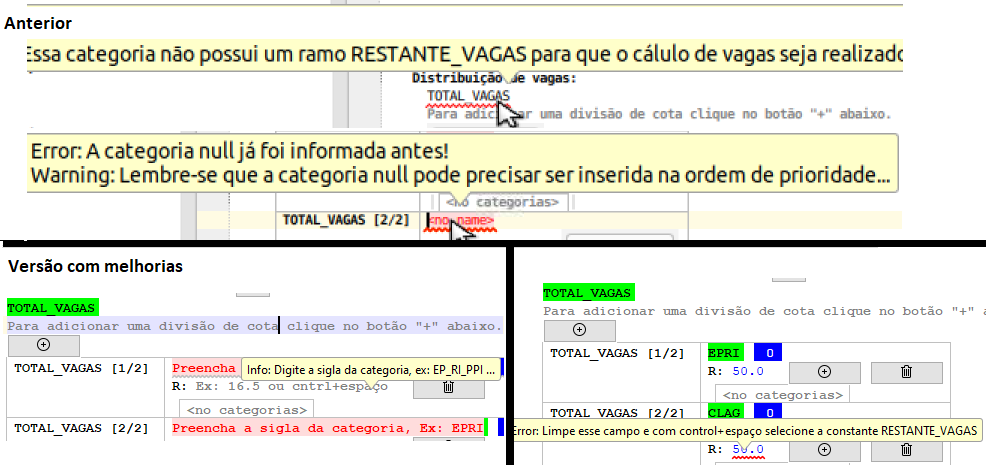 Anterior
Essa categoria não possui um ramo RESTANTE_VAGAS para que o cálulo de vagas seja realizado
Distribuição de vagas:
TOTAL_VAGAS
Para adicionar uma divisão de cota clique no botão "+" abaixo.
Error: A categoria null já foi informada antes!
Warning: Lembre-se que a categoria null pode precisar ser inserida na ordem de prioridade...
<no categorias>
TOTAL_VAGAS [2/2] <no name>
Versão com melhorias
TOTAL_VAGAS
Para adicionar uma divisão de cota clique no botão "+" abaixo.
TOTAL_VAGAS [1/2] Preencha
Info: Digite a sigla da categoria, ex: EP_RI_PPI ...
R: Ex: 16.5 ou cntrl+espaço
<no categorias>
TOTAL_VAGAS [2/2] Preencha a sigla da categoria, Ex: EPRI
TOTAL_VAGAS
Para adicionar uma divisão de cota clique no botão "+" a
TOTAL_VAGAS [1/2] EPRI 0
R: 50.0
<no categorias>
TOTAL_VAGAS [2/2] CLAG 0
Error: Limpe esse campo e com control+espaço selecione a constante RESTANTE_VAGAS
R: 50.0
<no categorias>